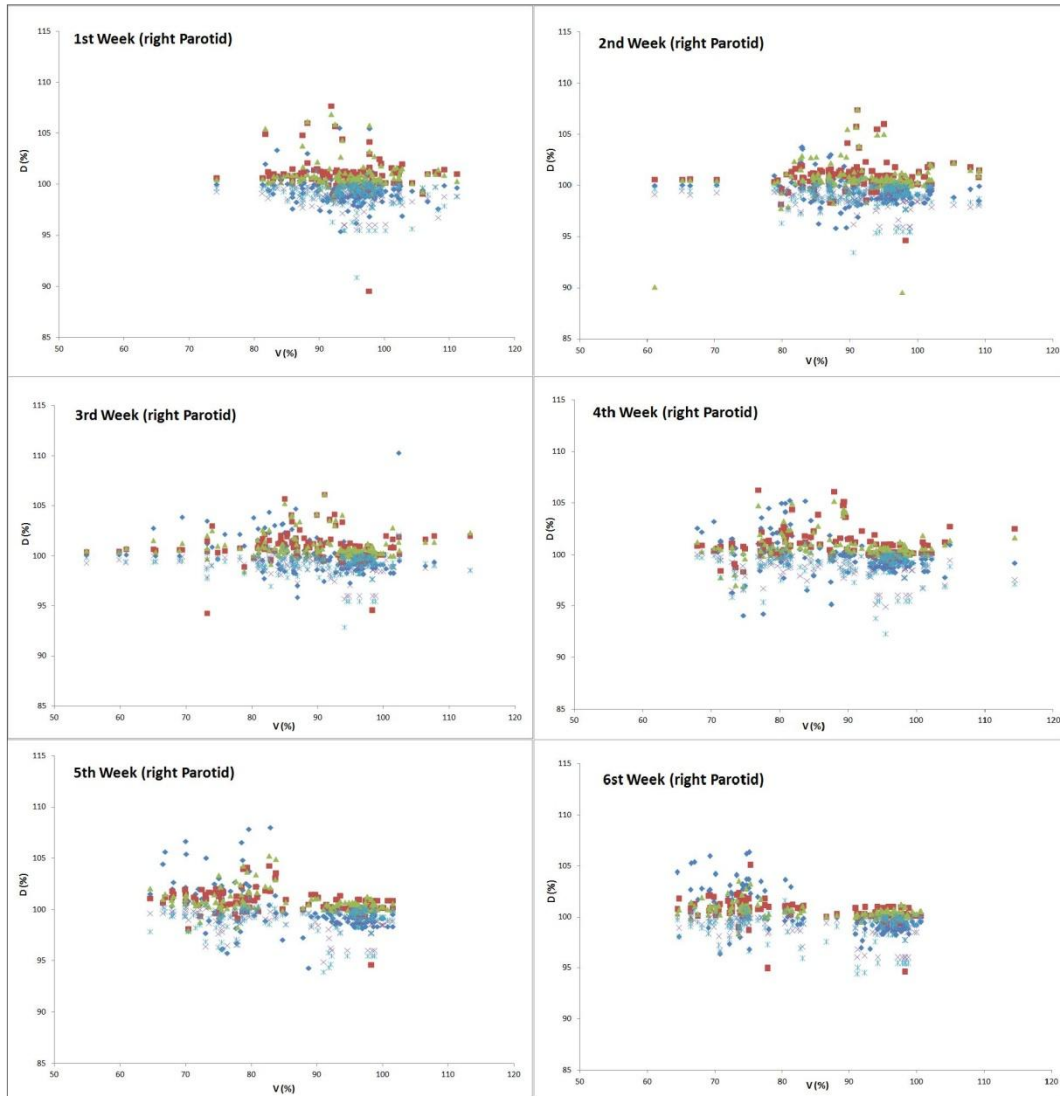 1st Week (right Parotid)
115
110
105
100
95
90
85
D (%)
50 60 70 80 90 100 110 120
V (%)
2nd Week (right Parotid)
115
110
105
100
95
90
85
D (%)
50 60 70 80 90 100 110 120
V (%)
3rd Week (right Parotid)
115
110
105
100
95
90
85
D (%)
50 60 70 80 90 100 110 120
V (%)
4th Week (right Parotid)
115
110
105
100
95
90
85
D (%)
50 60 70 80 90 100 110 120
V (%)
5th Week (right Parotid)
115
110
105
100
95
90
85
D (%)
50 60 70 80 90 100 110 120
V (%)
6st Week (right Parotid)
115
110
105
100
95
90
85
D (%)
50 60 70 80 90 100 110 120
V (%)